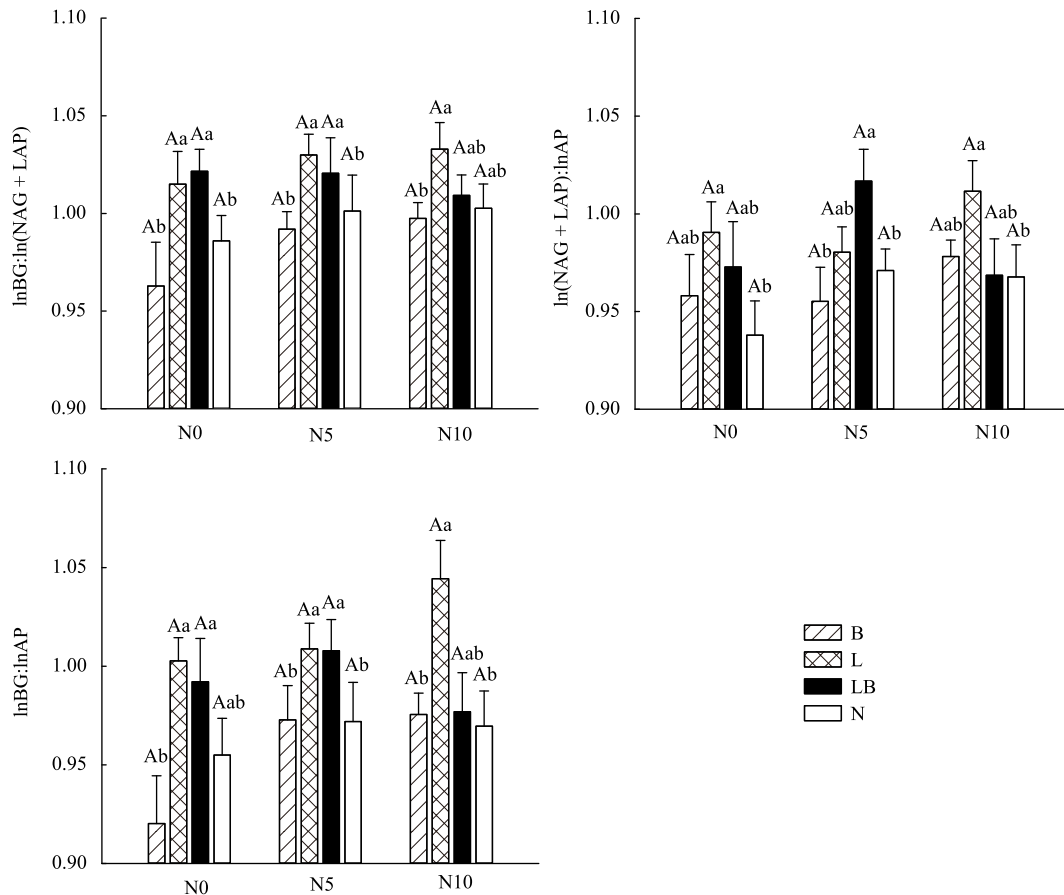 1.10
1.05
1.00
0.95
0.90
lnBG:ln(NAG + LAP)
Ab Aa Aa Ab
Ab Aa Aa Ab
Ab Aa Aab Aab
N0 N5 N10
1.10
1.05
1.00
0.95
0.90
ln(NAG + LAP):lnAP
Aab Aa Aab Ab
Ab Aab Aa Ab
Aab Aa Aab Ab
N0 N5 N10
1.10
1.05
1.00
0.95
0.90
lnBG:lnAP
Ab Aa Aa Aab
Ab Aa Aa Ab
Ab Aa Aab Ab
N0 N5 N10
B
L
LB
N